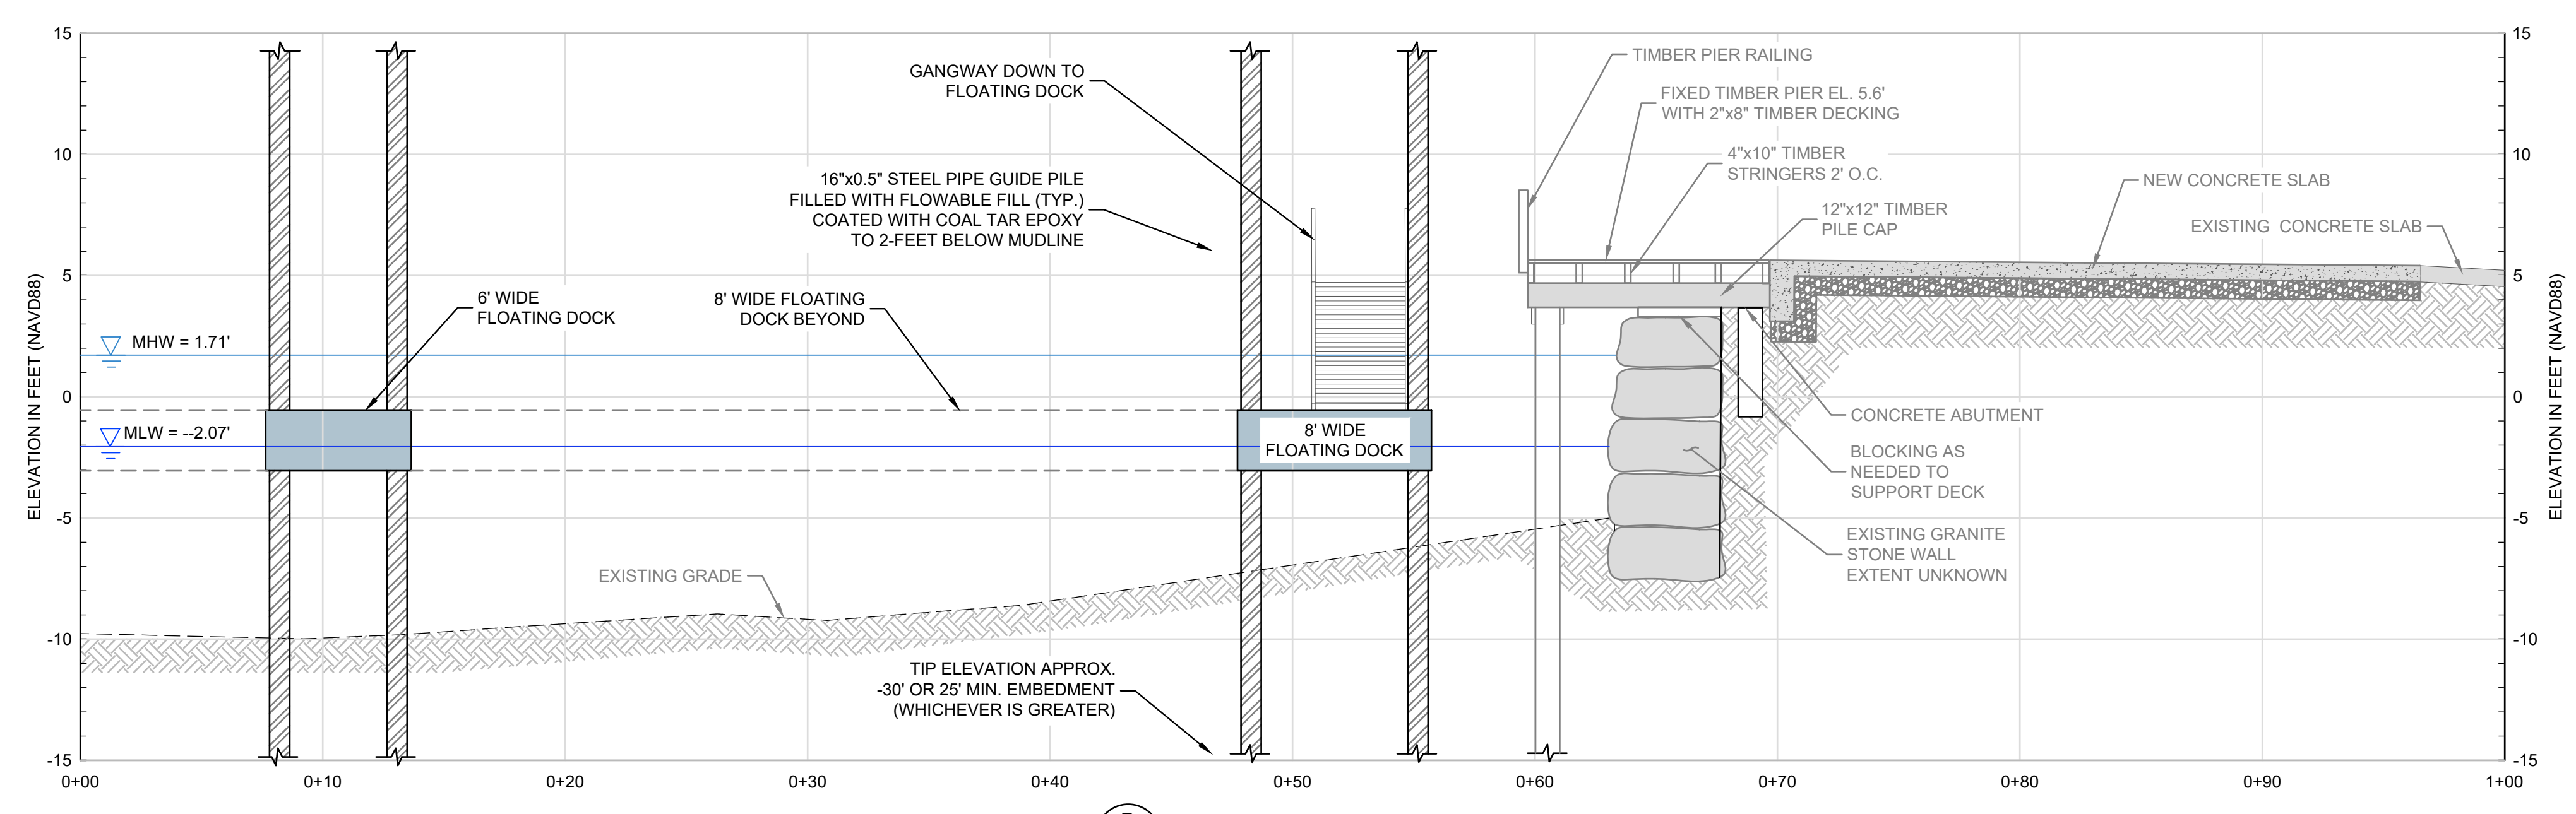 15
10
5
0
-5
-10
-15
ELEVATION IN FEET (NAVD88)
MHW = 1.71'
MLW = --2.07'
6' WIDE
FLOATING DOCK
8' WIDE FLOATING
DOCK BEYOND
GANGWAY DOWN TO
FLOATING DOCK
16"x0.5" STEEL PIPE GUIDE PILE
FILLED WITH FLOWABLE FILL (TYP.)
COATED WITH COAL TAR EPOXY
TO 2-FEET BELOW MUDLINE
8' WIDE
FLOATING DOCK
EXISTING GRADE
TIP ELEVATION APPROX.
-30' OR 25' MIN. EMBEDMENT
(WHICHEVER IS GREATER)
TIMBER PIER RAILING
FIXED TIMBER PIER EL. 5.6'
WITH 2"x8" TIMBER DECKING
4"x10" TIMBER
STRINGERS 2' O.C.
12"x12" TIMBER
PILE CAP
NEW CONCRETE SLAB
EXISTING  CONCRETE SLAB
CONCRETE ABUTMENT
BLOCKING AS
NEEDED TO
SUPPORT DECK
EXISTING GRANITE
STONE WALL
EXTENT UNKNOWN
15
10
5
0
-5
-10
-15
ELEVATION IN FEET (NAVD88)
0+00
0+10
0+20
0+30
0+40
0+50
0+60
0+70
0+80
0+90
1+00